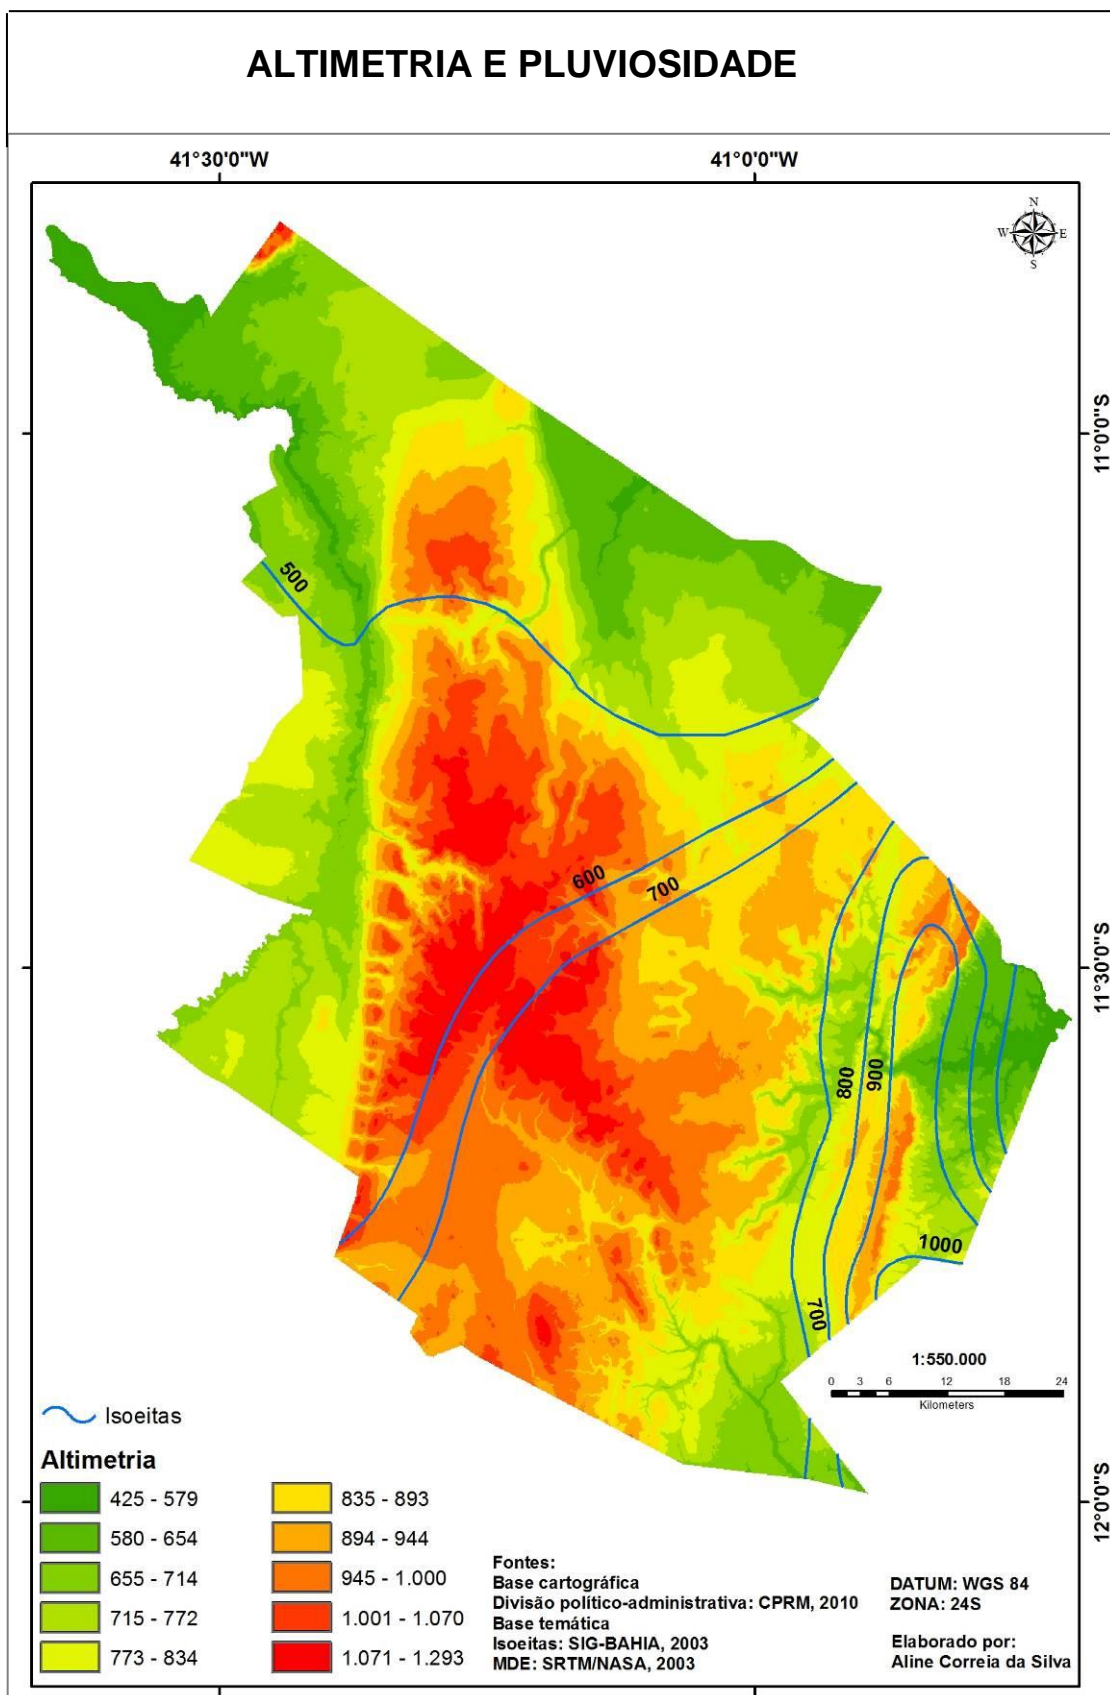 ALTIMETRIA E PLUVIOSIDADE
41°30'0"W
41°0'0"W
N
W
E
S
11°0'0"S
500
600
700
11°30'0"S
800
900
1000
700
1:550.000
0 3 6 12 18 24
Kilometers
Isoeitas
Altimetria
425 - 579
580 - 654
655 - 714
715 - 772
773 - 834
835 - 893
894 - 944
945 - 1.000
1.001 - 1.070
1.071 - 1.293
12°0'0"S
Fontes:
Base cartográfica
Divisão político-administrativa: CPRM, 2010
Base temática
Isoeitas: SIG-BAHIA, 2003
MDE: SRTM/NASA, 2003
DATUM: WGS 84
ZONA: 24S
Elaborado por:
Aline Correia da Silva